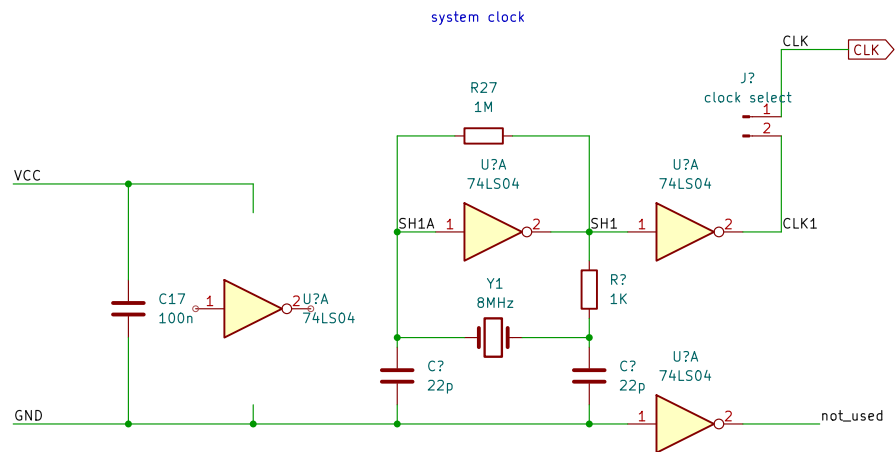 system clock
CLK
CLK
J?
clock select
1
2
R27
1M
U?A
74LS04
U?A
74LS04
VCC
SH1A
1
2
SH1
1
2
CLK1
Y1
8MHz
R?
1K
C17
100n
1
2
U?A
74LS04
C?
22p
C?
22p
U?A
74LS04
GND
1
2
not_used